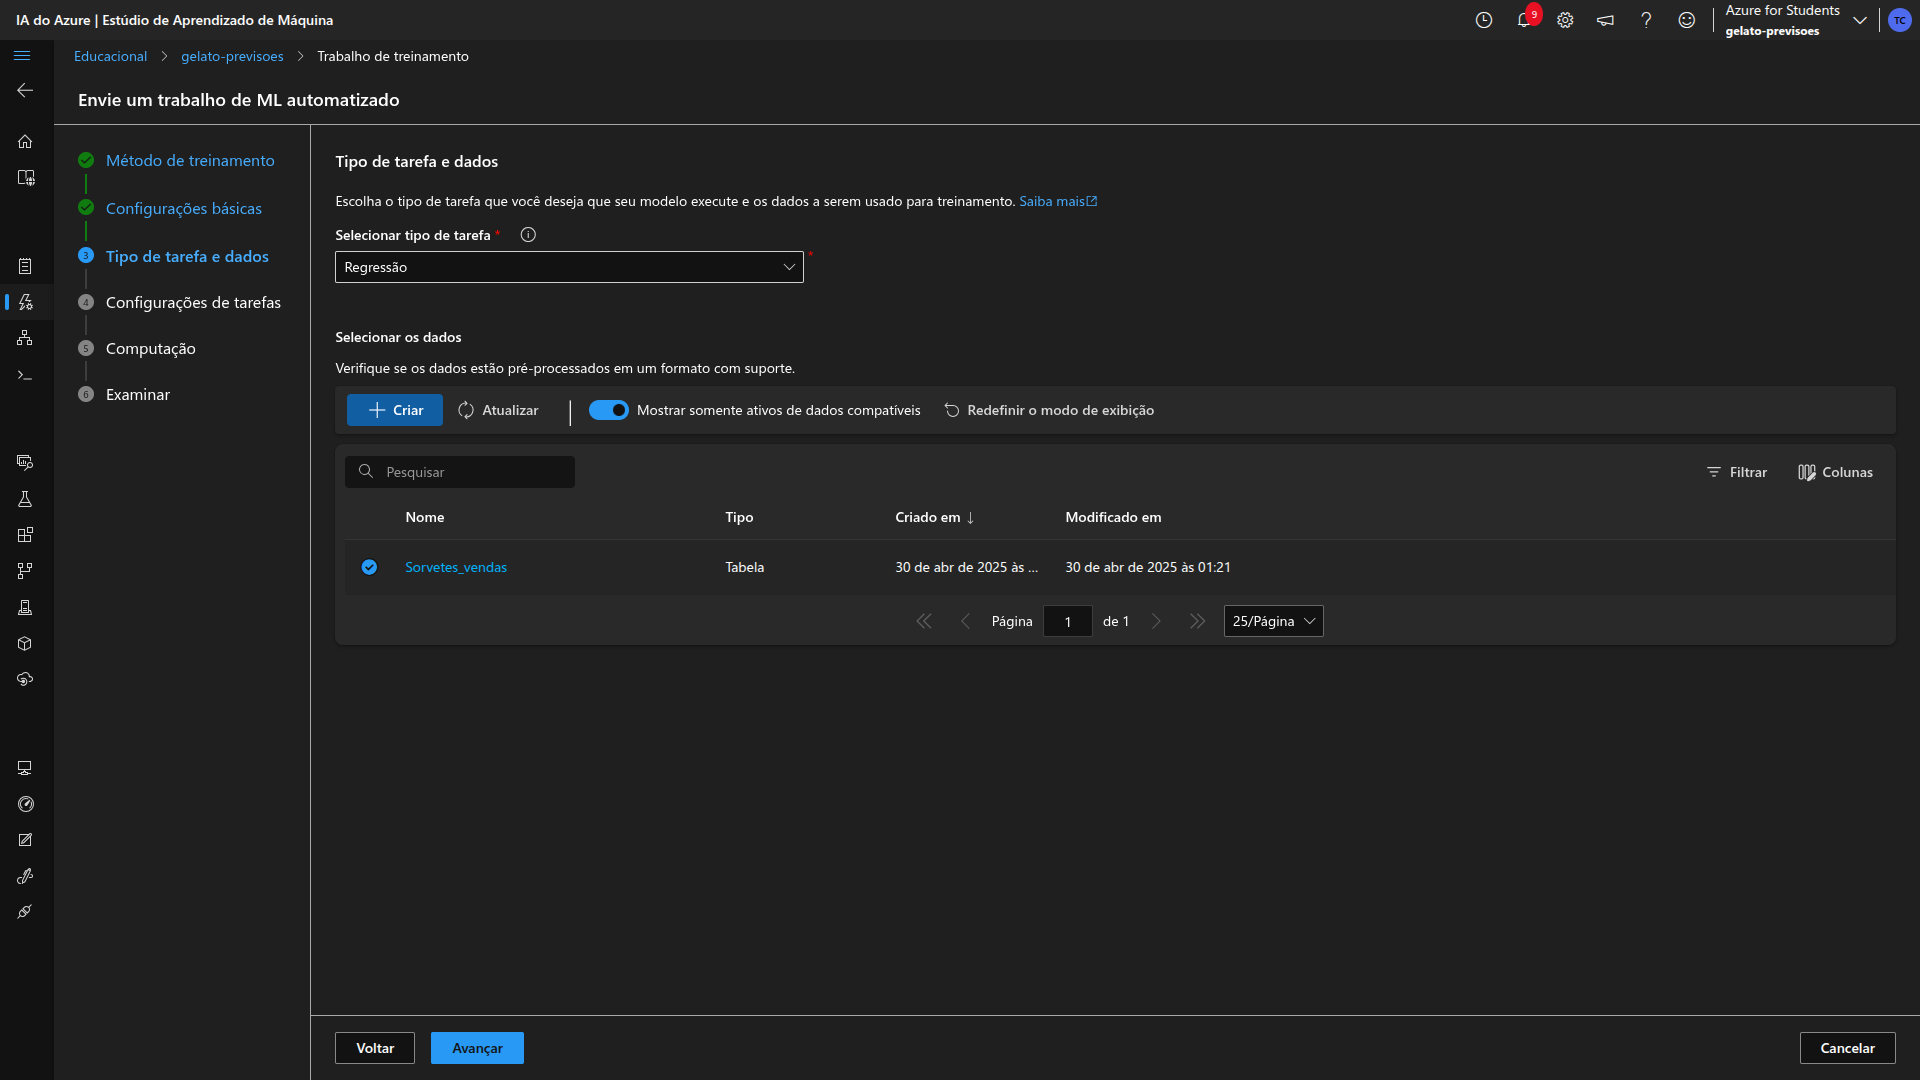 IA do Azure | Estúdio de Aprendizado de Máquina
9
Azure for Students
gelato-previsoes
TC
Educacional > gelato-previsoes > Trabalho de treinamento
Envie um trabalho de ML automatizado
Método de treinamento
Configurações básicas
3 Tipo de tarefa e dados
4 Configurações de tarefas
5 Computação
6 Examinar
Tipo de tarefa e dados
Escolha o tipo de tarefa que você deseja que seu modelo execute e os dados a serem usado para treinamento. Saiba mais
Selecionar tipo de tarefa *
Regressão *
Selecionar os dados
Verifique se os dados estão pré-processados em um formato com suporte.
Criar Atualizar | Mostrar somente ativos de dados compatíveis Redefinir o modo de exibição
Pesquisar Filtrar Colunas
Nome Tipo Criado em ↓ Modificado em
Sorvetes_vendas Tabela 30 de abr de 2025 às ... 30 de abr de 2025 às 01:21
Página 1 de 1 25/Página
Voltar Avançar Cancelar